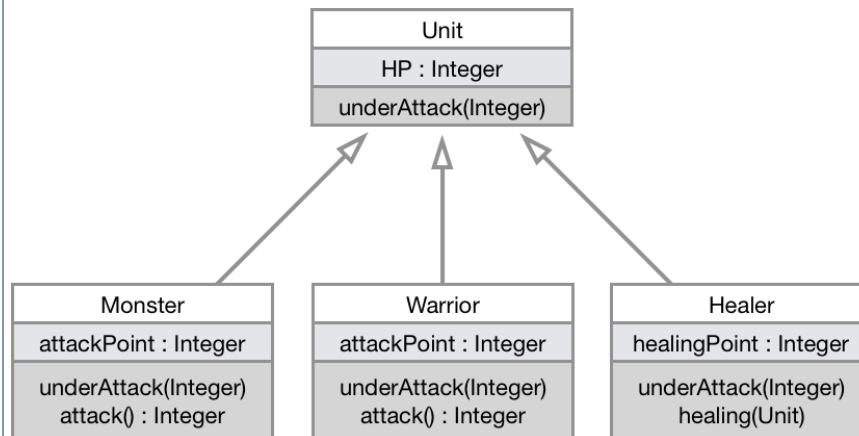 Unit
HP : Integer
underAttack(Integer)
Monster
attackPoint : Integer
underAttack(Integer)
attack() : Integer
Warrior
attackPoint : Integer
underAttack(Integer)
attack() : Integer
Healer
healingPoint : Integer
underAttack(Integer)
healing(Unit)